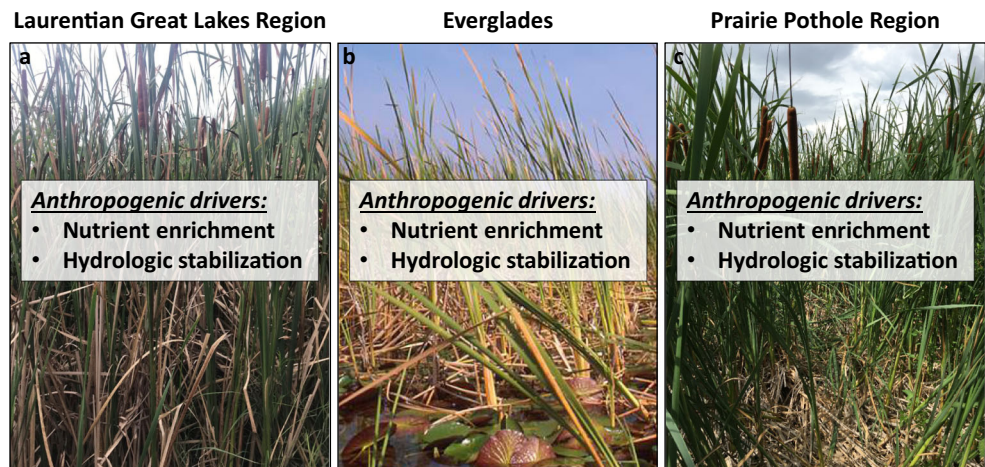 Laurentian Great Lakes Region
Everglades
Prairie Pothole Region
a
Anthropogenic drivers:
• Nutrient enrichment
• Hydrologic stabilization
b
Anthropogenic drivers:
• Nutrient enrichment
• Hydrologic stabilization
c
Anthropogenic drivers:
• Nutrient enrichment
• Hydrologic stabilization